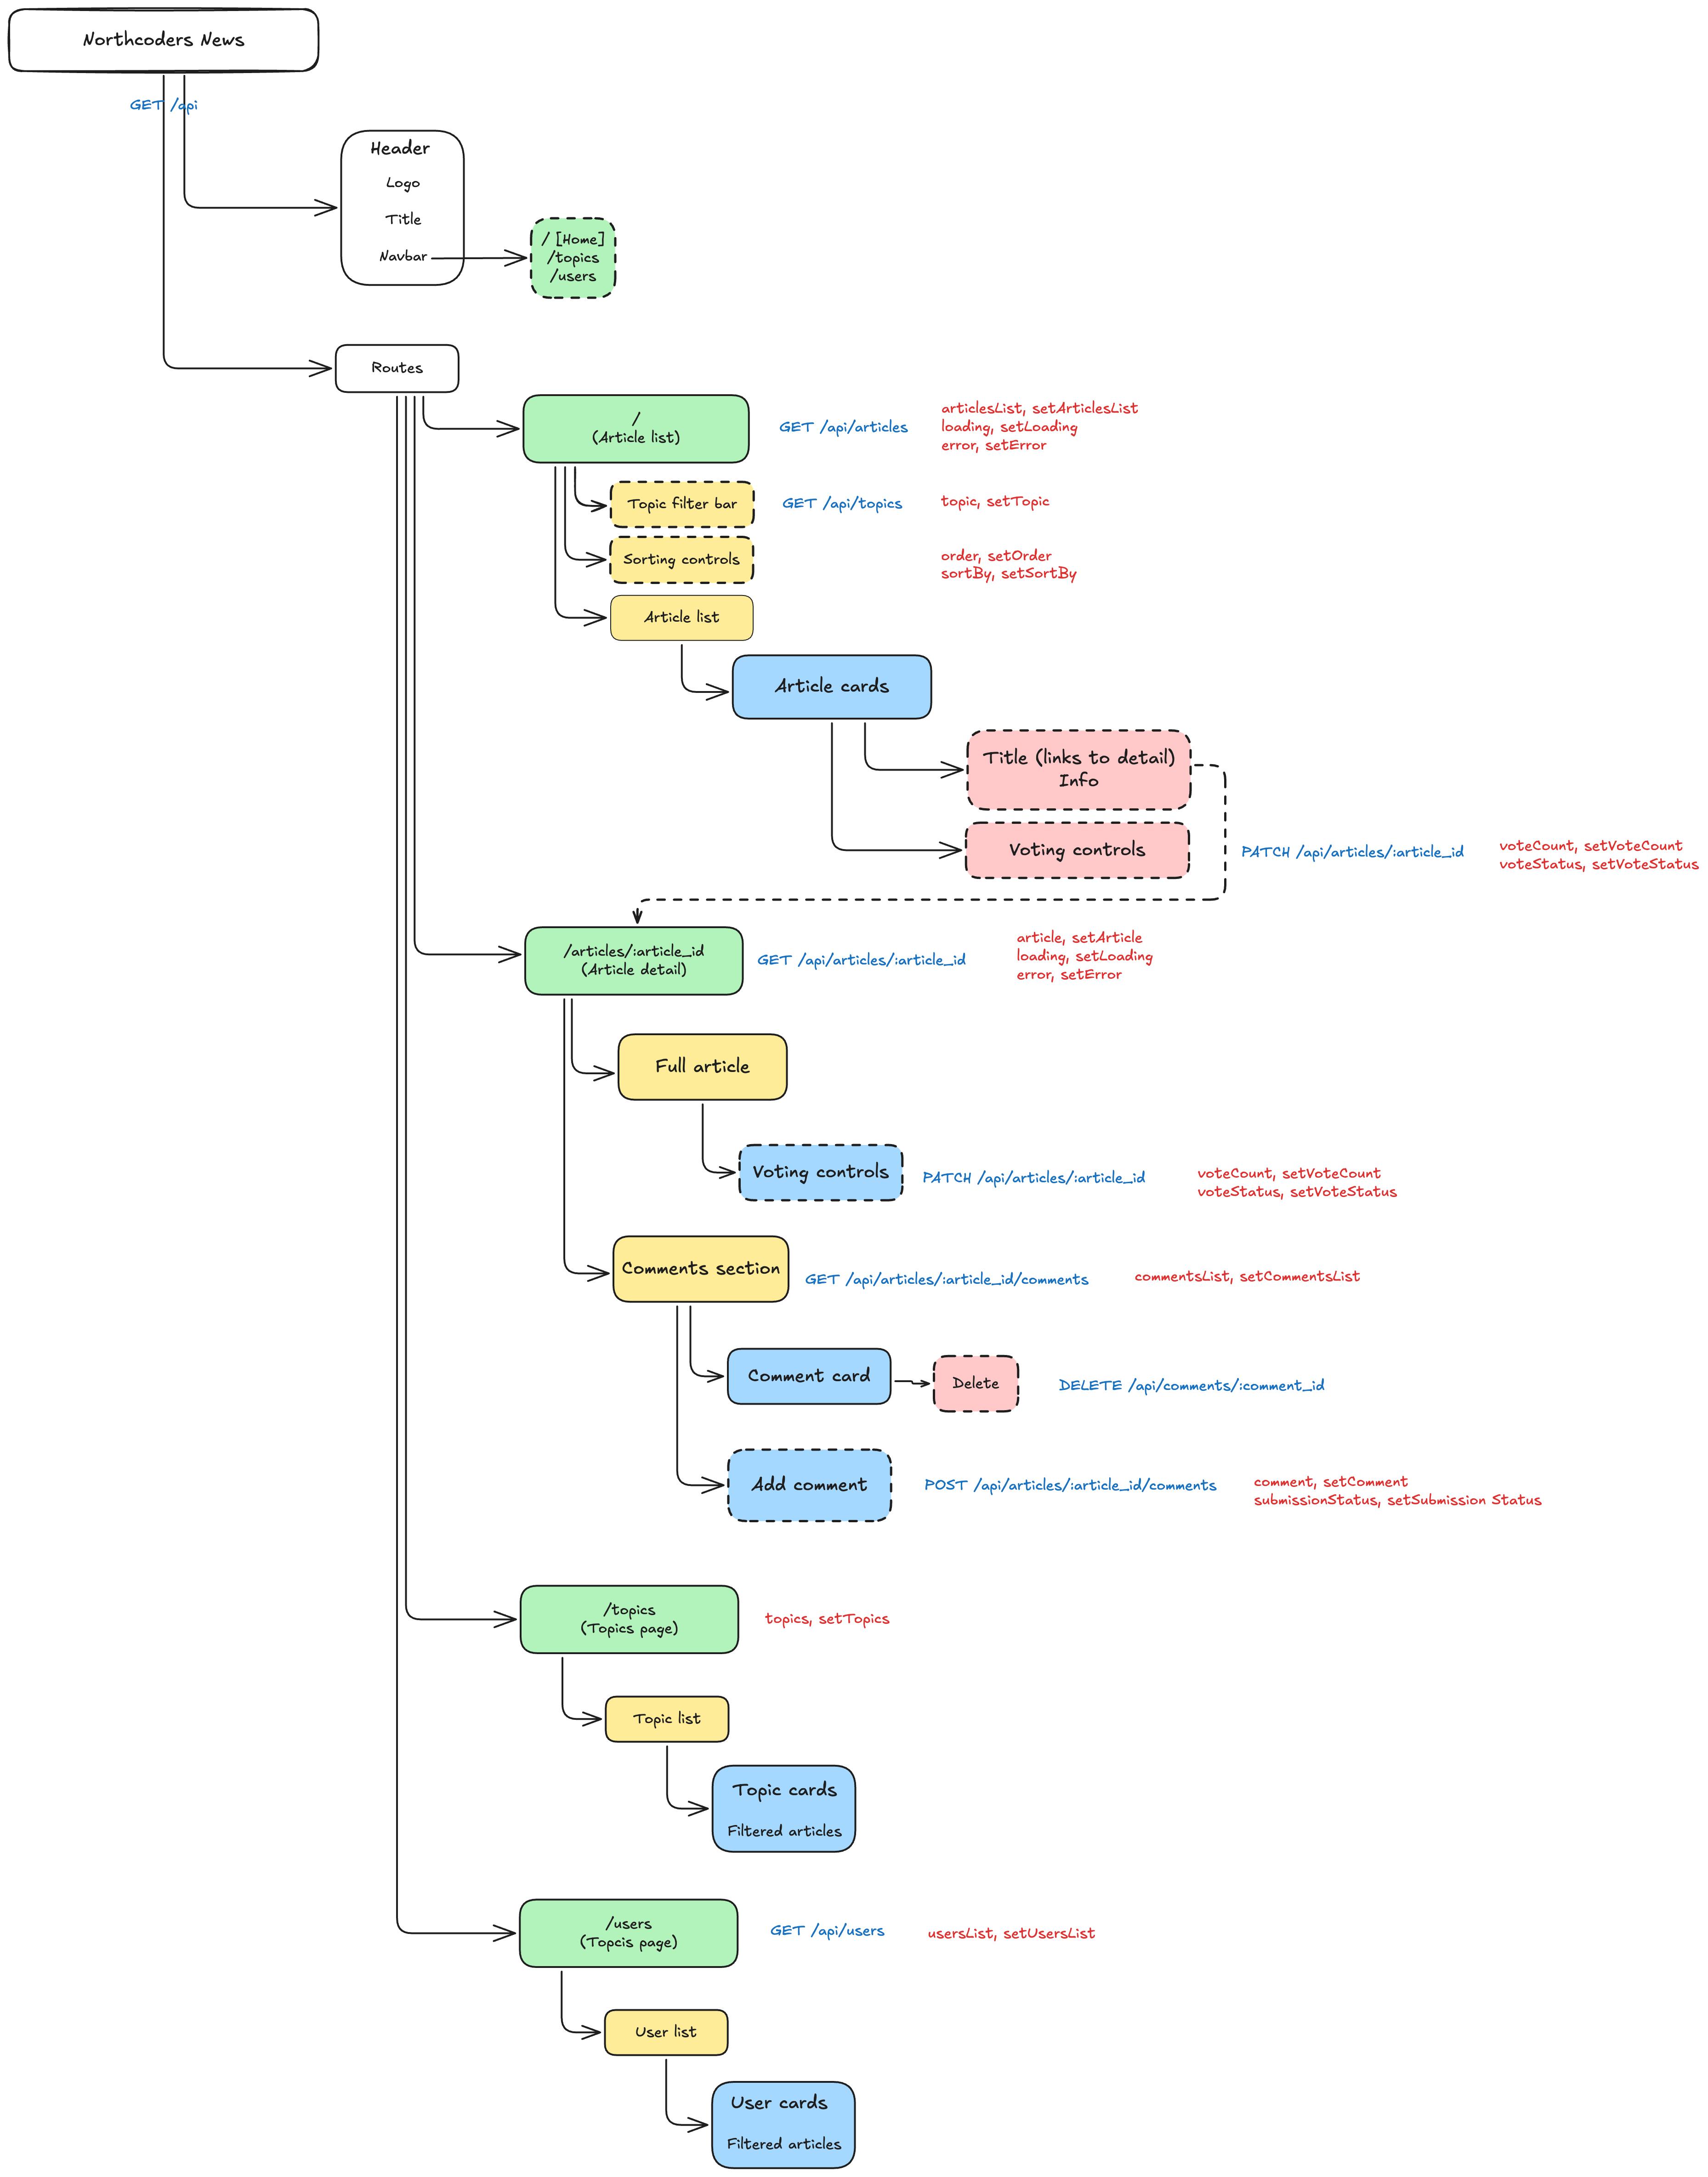 Northcoders News
GET /api
Header
Logo
Title
Navbar
/ [Home]
/topics
/users
Routes
/
(Article list)
GET /api/articles
articlesList, setArticlesList
loading, setLoading
error, setError
Topic filter bar
GET /api/topics
topic, setTopic
Sorting controls
order, setOrder
sortBy, setSortBy
Article list
Article cards
Title (links to detail)
Info
Voting controls
PATCH /api/articles/:article_id
voteCount, setVoteCount
voteStatus, setVoteStatus
/articles/:article_id
(Article detail)
GET /api/articles/:article_id
article, setArticle
loading, setLoading
error, setError
Full article
Voting controls
PATCH /api/articles/:article_id
voteCount, setVoteCount
voteStatus, setVoteStatus
Comments section
GET /api/articles/:article_id/comments
commentsList, setCommentsList
Comment card
Delete
DELETE /api/comments/:comment_id
Add comment
POST /api/articles/:article_id/comments
comment, setComment
submissionStatus, setSubmission Status
/topics
(Topics page)
topics, setTopics
Topic list
Topic cards
Filtered articles
/users
(Topcis page)
GET /api/users
usersList, setUsersList
User list
User cards
Filtered articles